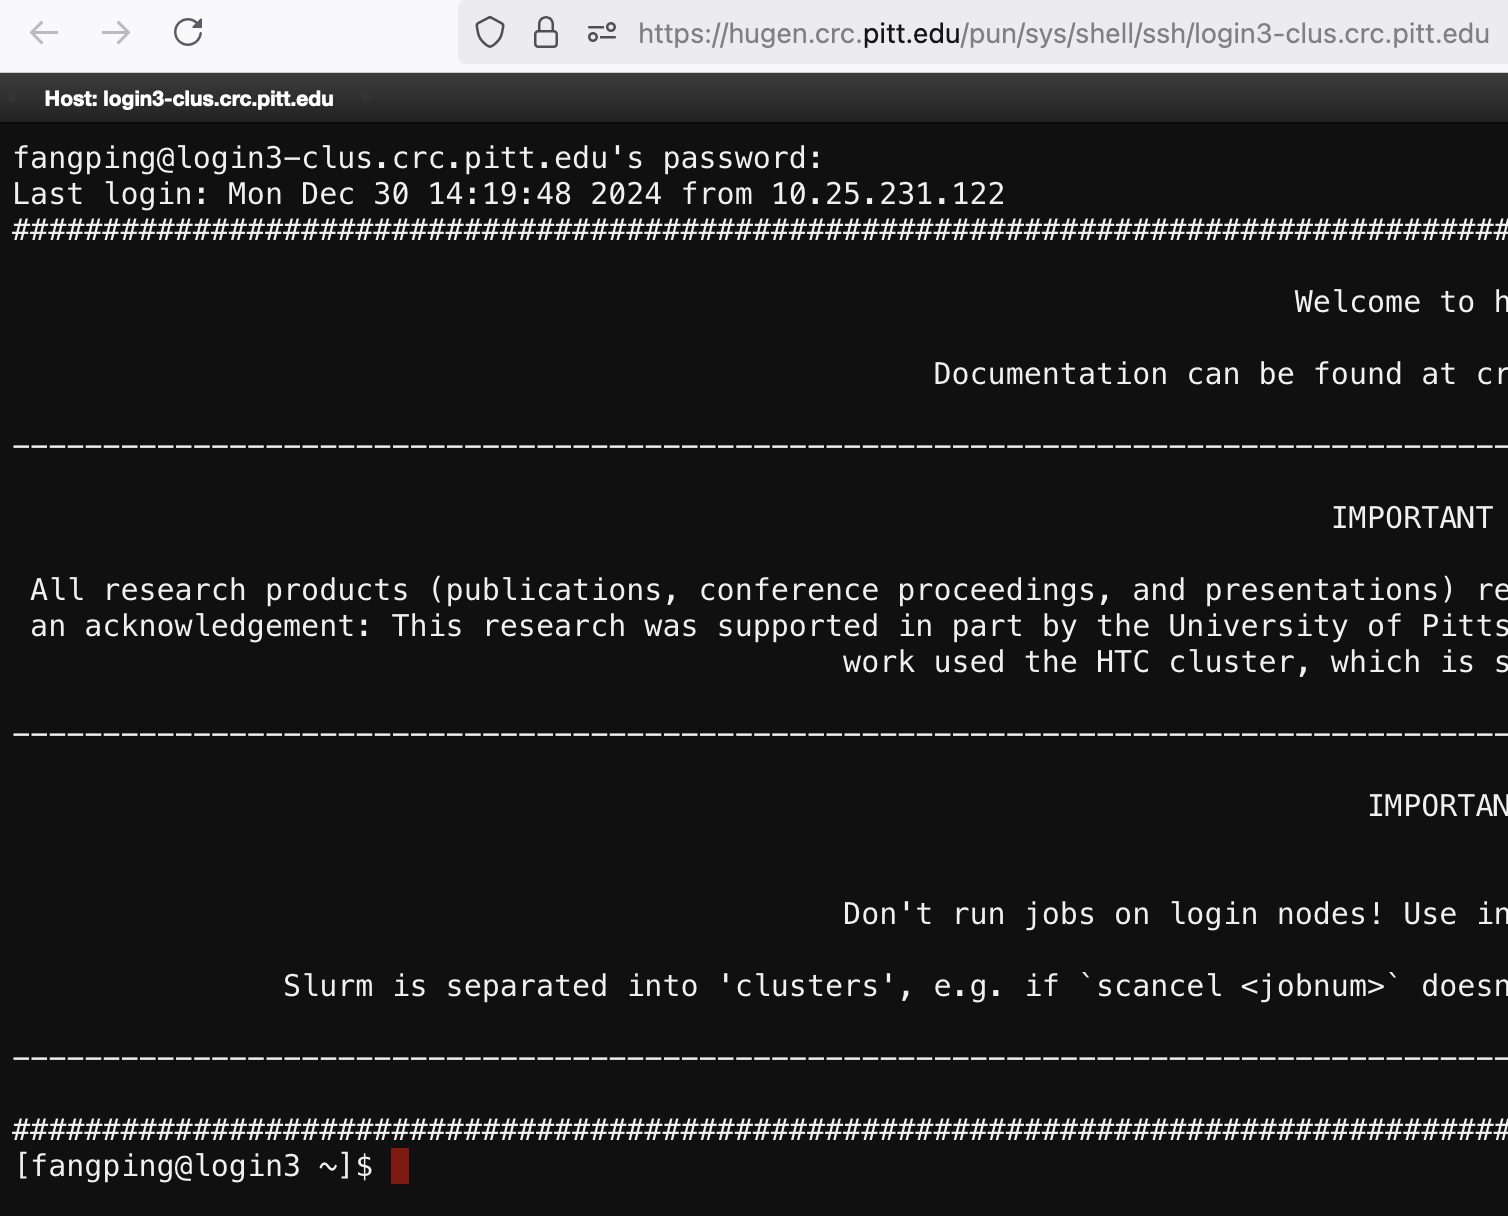 https://hugen.crc.pitt.edu/pun/sys/shell/ssh/login3-clus.crc.pitt.edu
Host: login3-clus.crc.pitt.edu
fangping@login3-clus.crc.pitt.edu's password:
Last login: Mon Dec 30 14:19:48 2024 from 10.25.231.122
###################################################################################
Welcome to h
Documentation can be found at cr
-----------------------------------------------------------------------------------
IMPORTANT
All research products (publications, conference proceedings, and presentations) re
an acknowledgement: This research was supported in part by the University of Pitts
work used the HTC cluster, which is s
-----------------------------------------------------------------------------------
IMPORTAN
Don't run jobs on login nodes! Use in
Slurm is separated into 'clusters', e.g. if `scancel <jobnum>` doesn
-----------------------------------------------------------------------------------
###################################################################################
[fangping@login3 ~]$